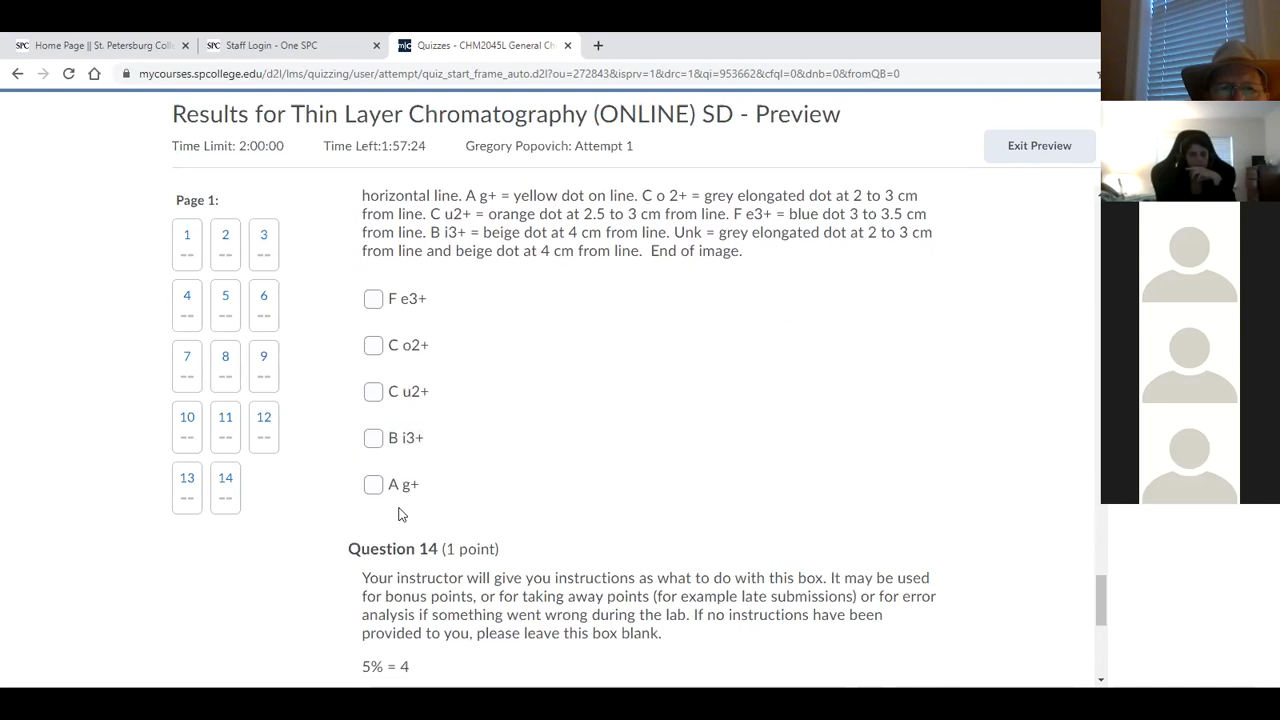 SPC Home Page || St. Petersburg Coll
SPC Staff Login - One SPC
Quizzes - CHM2045L General Ch
mycourses.spcollege.edu/d2l/lms/quizzing/user/attempt/quiz_start_frame_auto.d2l?ou=272843&isprv=1&drc=1&qi=953662&cfql=0&dnb=0&fromQB=0
Results for Thin Layer Chromatography (ONLINE) SD - Preview
Time Limit: 2:00:00 Time Left:1:57:24 Gregory Popovich: Attempt 1
Exit Preview
Page 1:
1 2 3
-- -- --
4 5 6
-- -- --
7 8 9
-- -- --
10 11 12
-- -- --
13 14
-- --
horizontal line. A g+ = yellow dot on line. C o 2+ = grey elongated dot at 2 to 3 cm
from line. C u2+ = orange dot at 2.5 to 3 cm from line. F e3+ = blue dot 3 to 3.5 cm
from line. B i3+ = beige dot at 4 cm from line. Unk = grey elongated dot at 2 to 3 cm
from line and beige dot at 4 cm from line. End of image.
F e3+
C o2+
C u2+
B i3+
A g+
Question 14 (1 point)
Your instructor will give you instructions as what to do with this box. It may be used
for bonus points, or for taking away points (for example late submissions) or for error
analysis if something went wrong during the lab. If no instructions have been
provided to you, please leave this box blank.
5% = 4